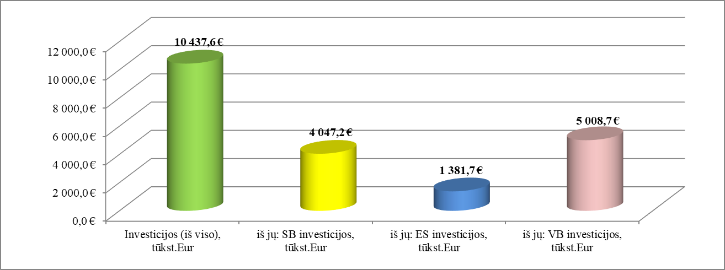 12 000,0 €
10 000,0 €
8 000,0 €
6 000,0 €
4 000,0 €
2 000,0 €
0,0 €
10 437,6 €
4 047,2 €
1 381,7 €
5 008,7 €
Investicijos (iš viso),
tūkst.Eur
iš jų: SB investicijos,
tūkst.Eur
iš jų: ES investicijos,
tūkst.Eur
iš jų: VB investicijos,
tūkst.Eur